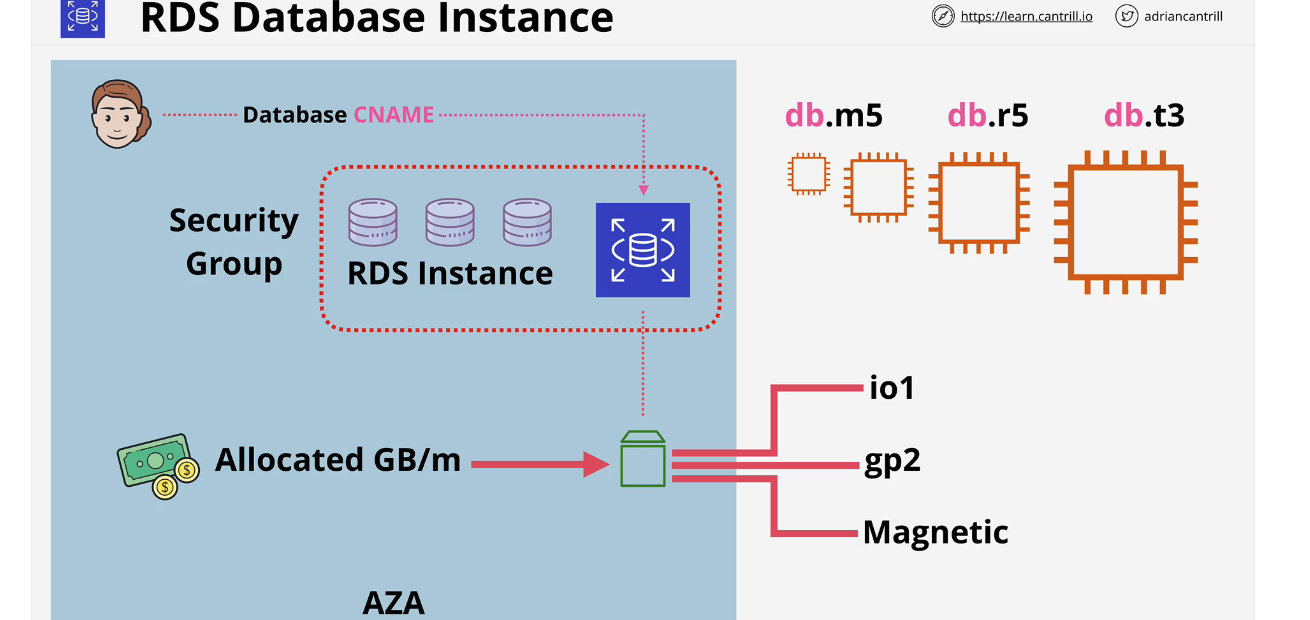 RDS Database Instance
https://learn.cantrill.io
adriancantrill
Database CNAME
db.m5
db.r5
db.t3
Security
Group
RDS Instance
io1
Allocated GB/m
gp2
Magnetic
AZA
$
$